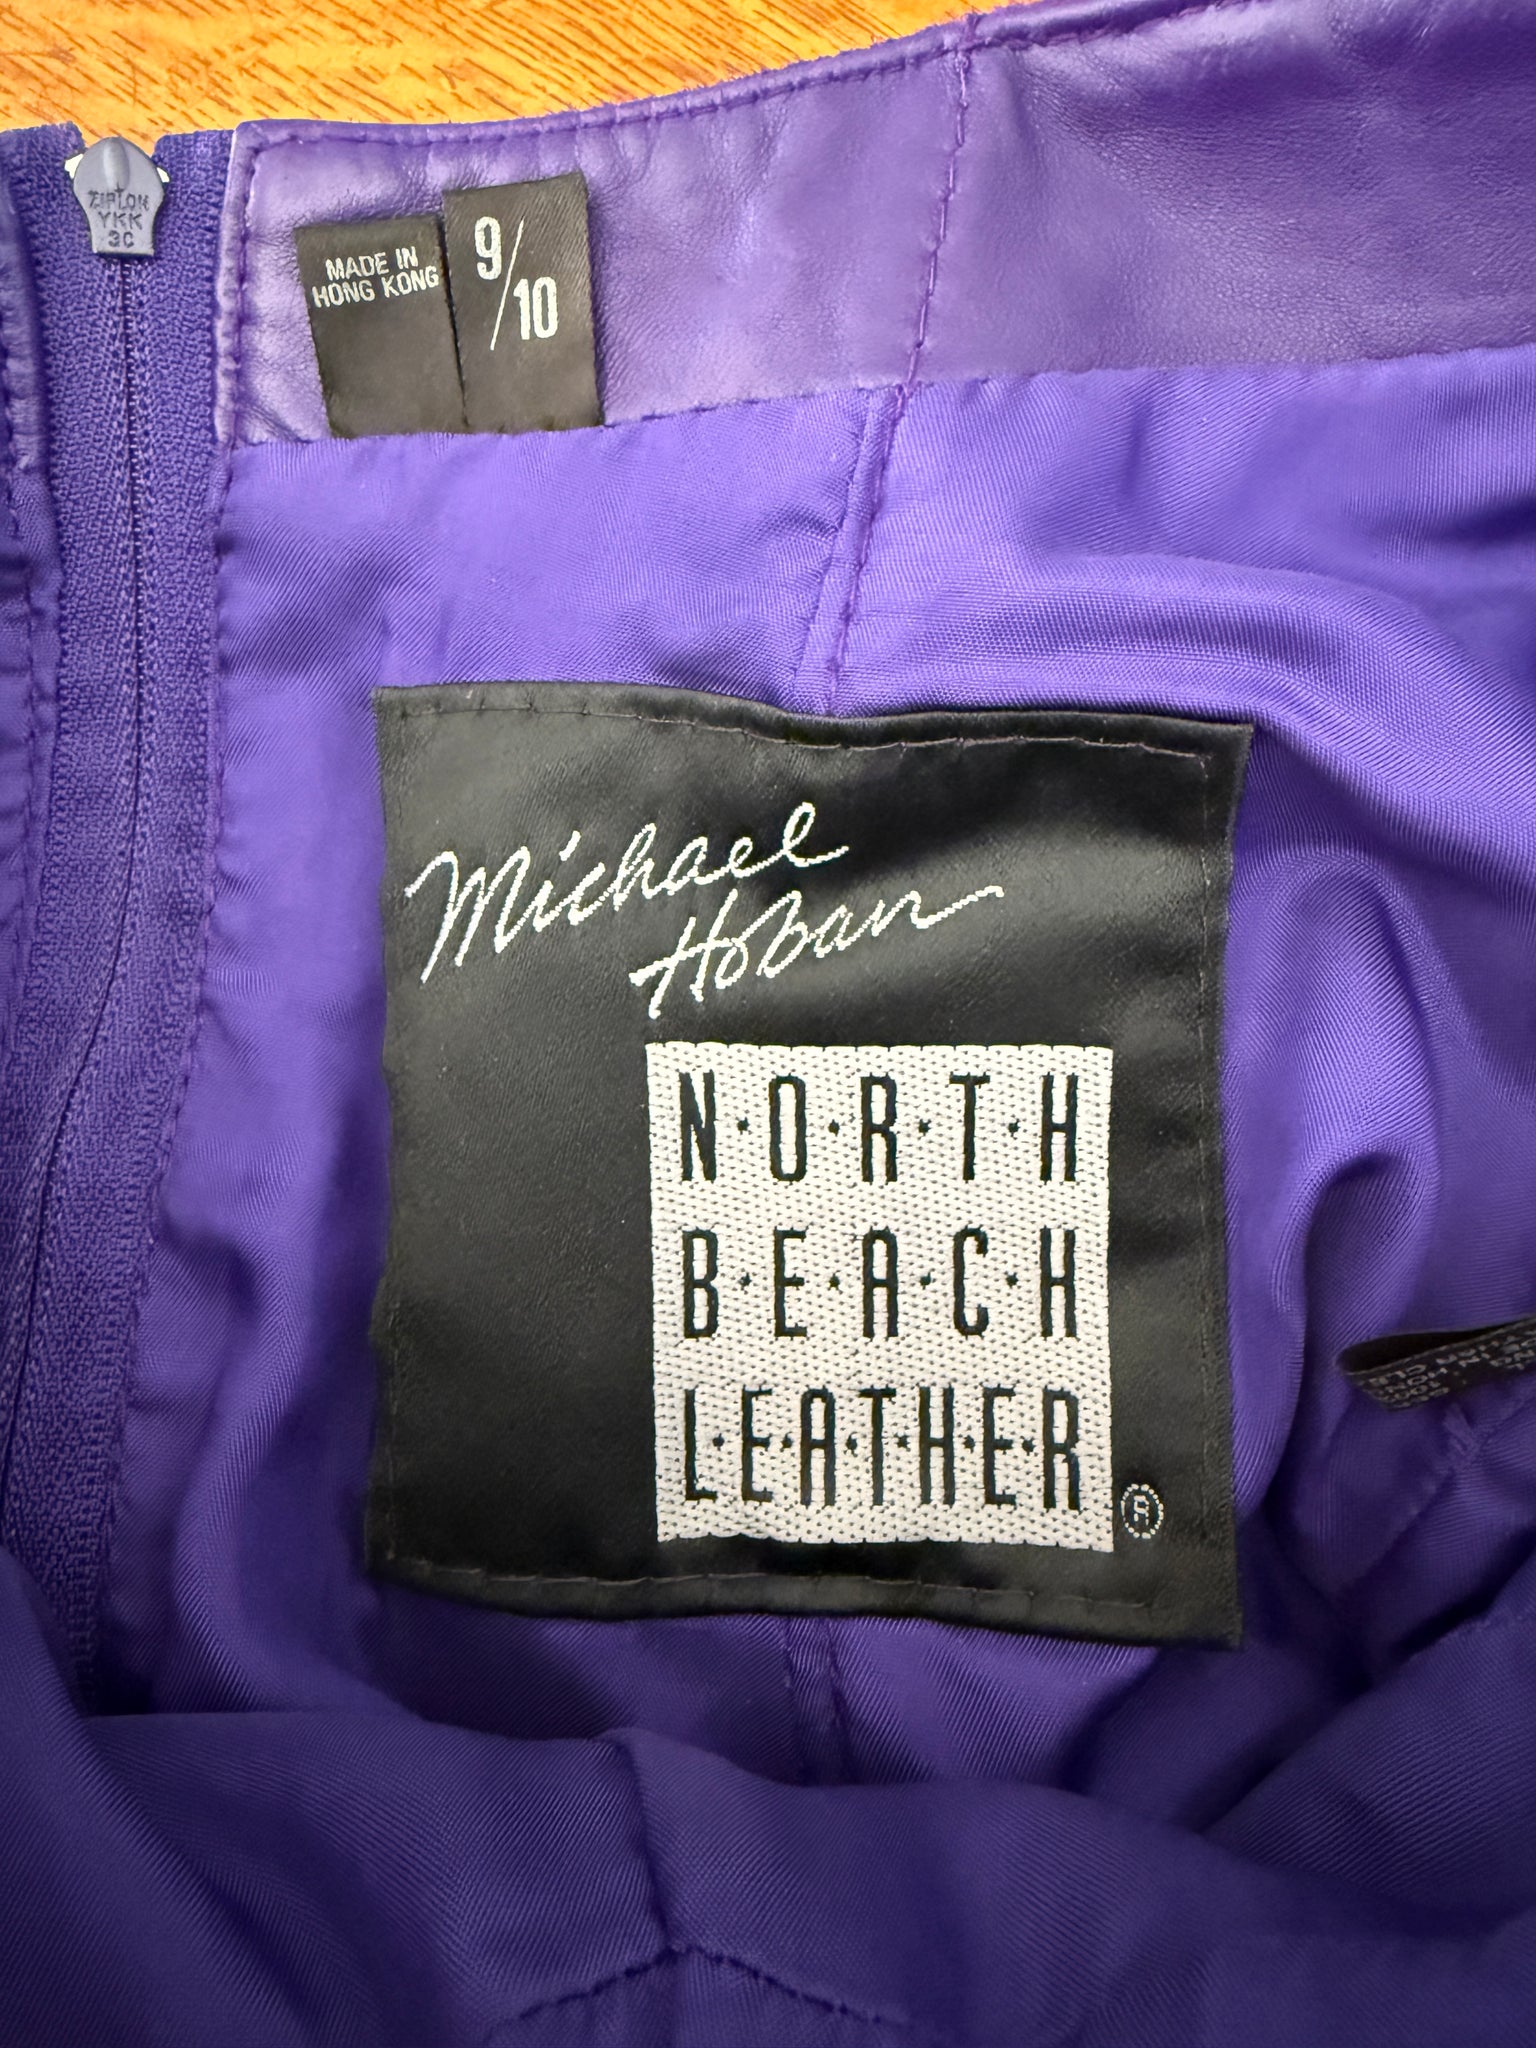 ZIPLON
YKK
3C
MADE IN
HONG KONG
9/10
Michael
Hoban
N·O·R·T·H
B·E·A·C·H
L·E·A·T·H·E·R
®